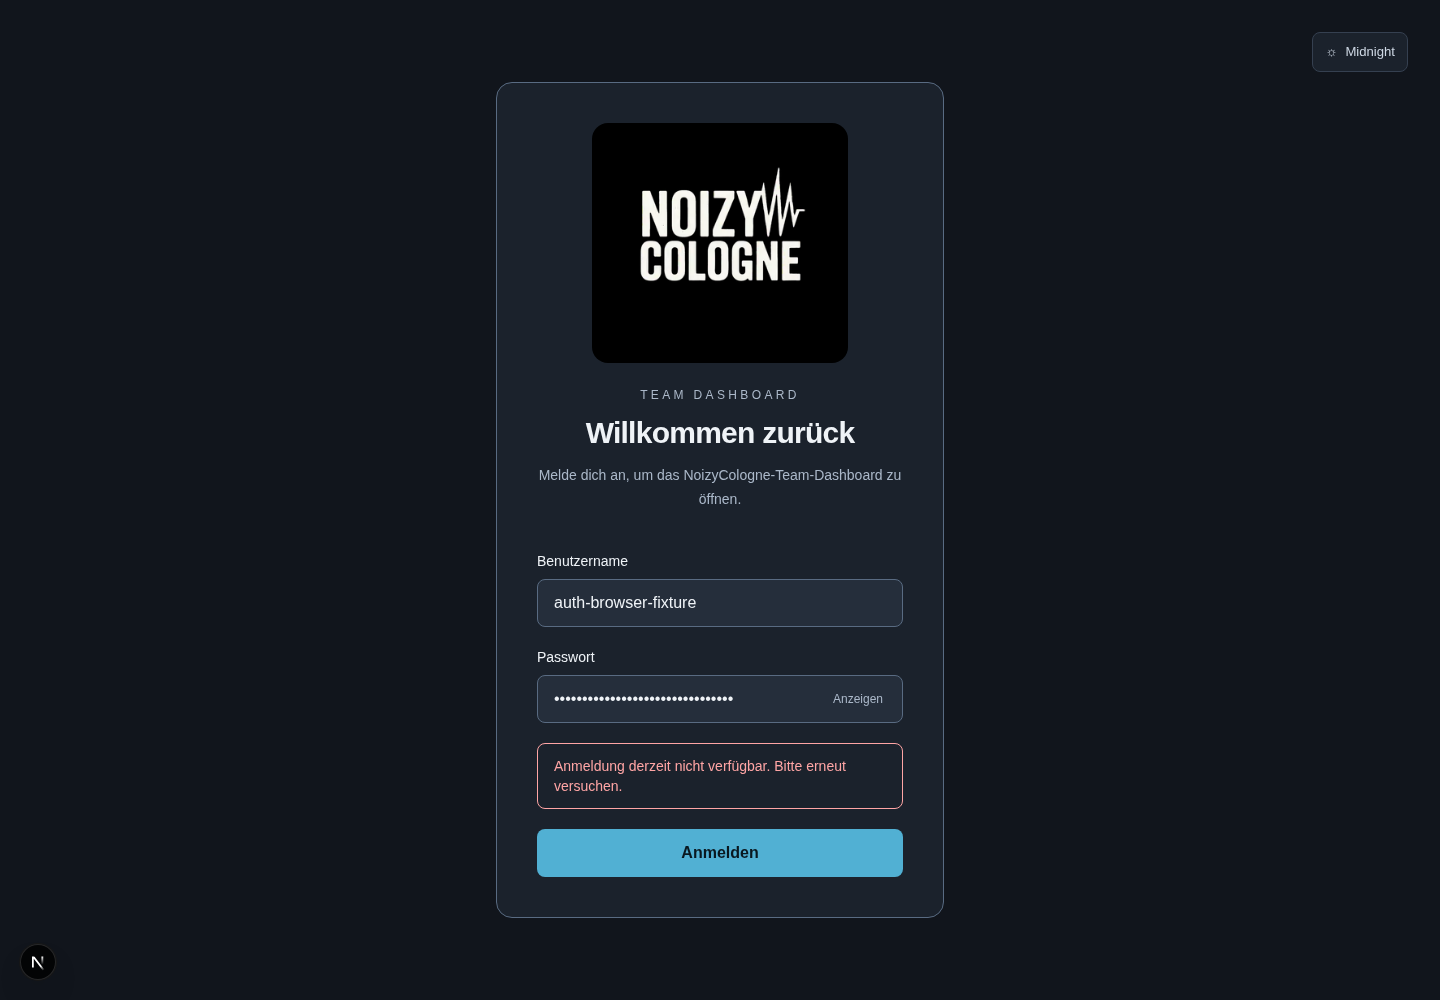 Midnight
NOIZY
COLOGNE
TEAM DASHBOARD
Willkommen zurück
Melde dich an, um das NoizyCologne-Team-Dashboard zu
öffnen.
Benutzername
auth-browser-fixture
Passwort
••••••••••••••••••••••••••••••••
Anzeigen
Anmeldung derzeit nicht verfügbar. Bitte erneut
versuchen.
Anmelden
N